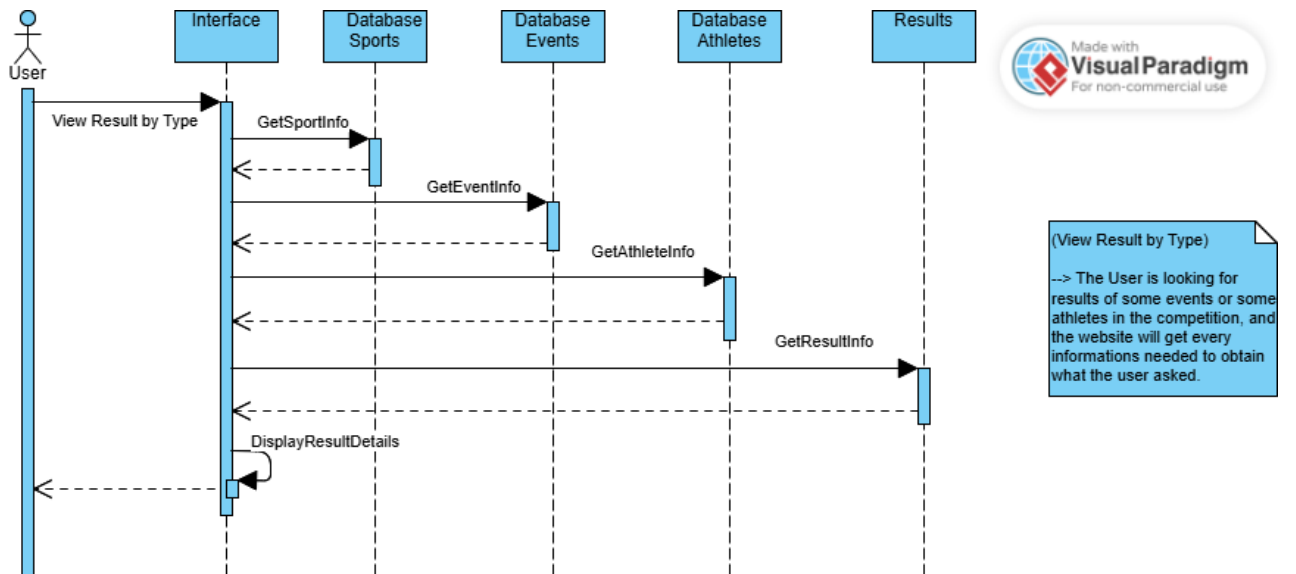 Interface
Database
Sports
Database
Events
Database
Athletes
Results
User
Made with
Visual Paradigm
For non-commercial use
View Result by Type
GetSportInfo
GetEventInfo
GetAthleteInfo
GetResultInfo
DisplayResultDetails
(View Result by Type)
--> The User is looking for
results of some events or some
athletes in the competition, and
the website will get every
informations needed to obtain
what the user asked.